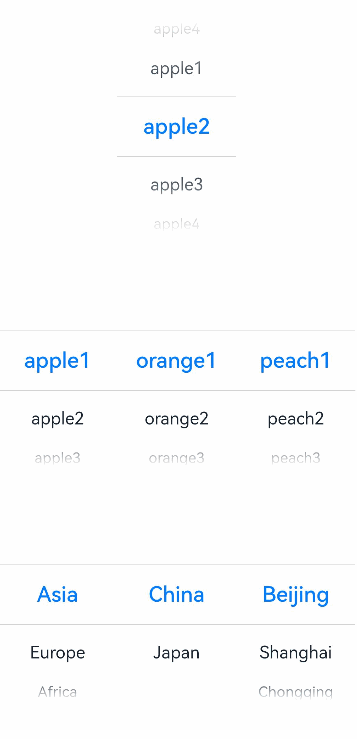 apple4
apple1
apple2
apple3
apple4
apple1 orange1 peach1
apple2 orange2 peach2
apple3 orange3 peach3
Asia China Beijing
Europe Japan Shanghai
Africa Chongqing